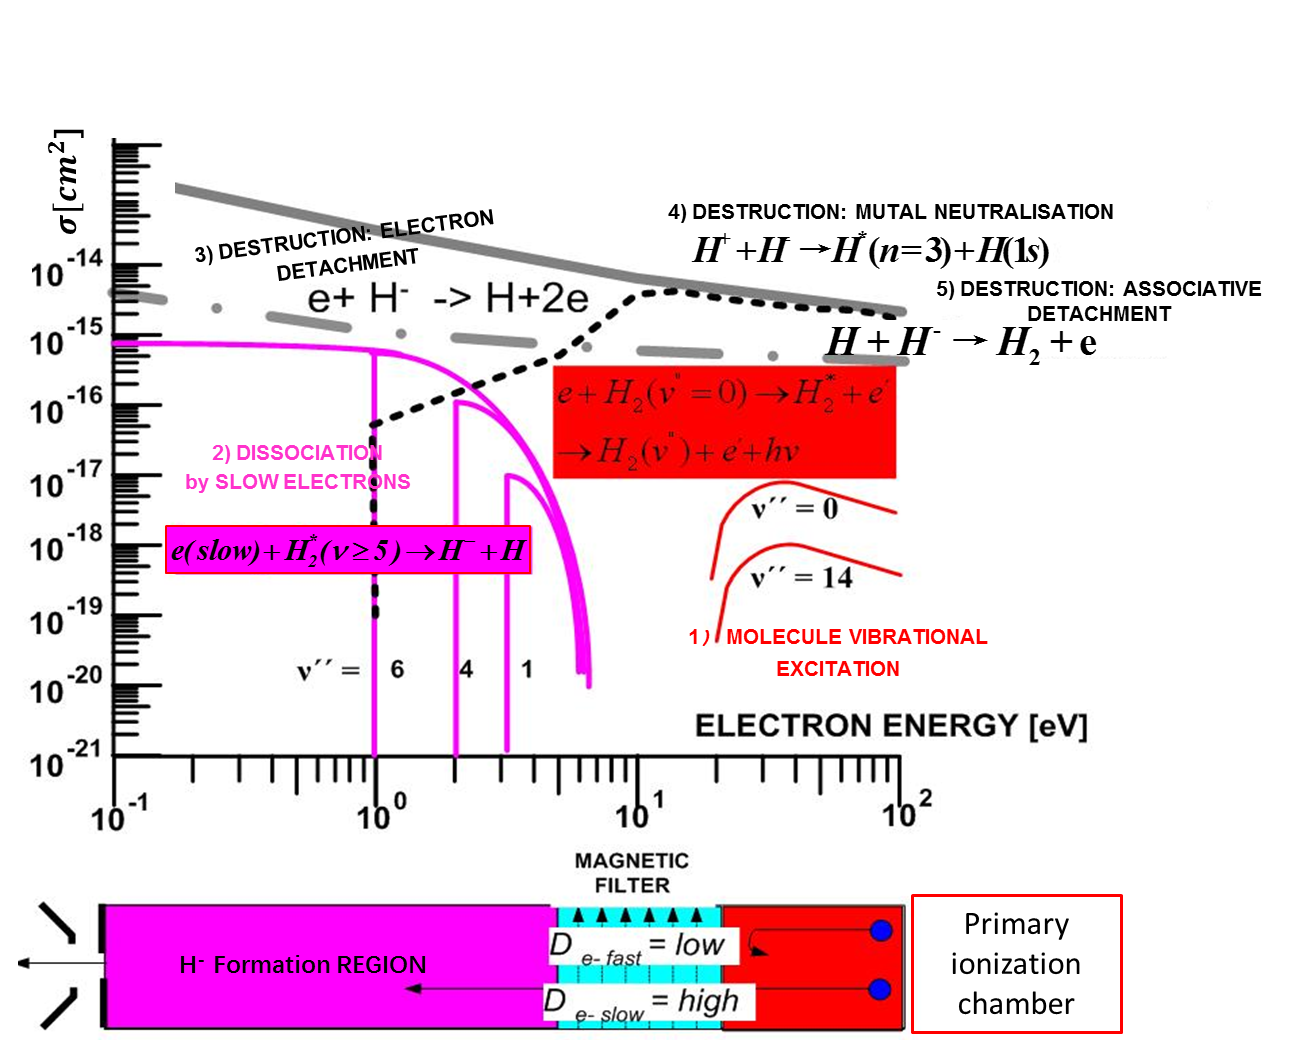 σ[cm²]
10⁻¹⁴
10⁻¹⁵
10⁻¹⁶
10⁻¹⁷
10⁻¹⁸
10⁻¹⁹
10⁻²⁰
10⁻²¹
3) DESTRUCTION: ELECTRON
DETACHMENT
e+ H⁻ -> H+2e
4) DESTRUCTION: MUTAL NEUTRALISATION
H⁺+H⁻→H*(n=3)+H(1s)
5) DESTRUCTION: ASSOCIATIVE
DETACHMENT
H + H⁻ → H₂ + e
e+H₂(v"=0)→H₂*+e'
→H₂(v")+e'+hν
2) DISSOCIATION
by SLOW ELECTRONS
e(slow)+H₂*(ν≥5)→H⁻+H
v´´ = 0
v´´ = 14
1) MOLECULE VIBRATIONAL
EXCITATION
v´´ = 6 4 1
ELECTRON ENERGY [eV]
10⁻¹ 10⁰ 10¹ 10²
MAGNETIC
FILTER
D e- fast = low
H⁻ Formation REGION
D e- slow = high
Primary
ionization
chamber